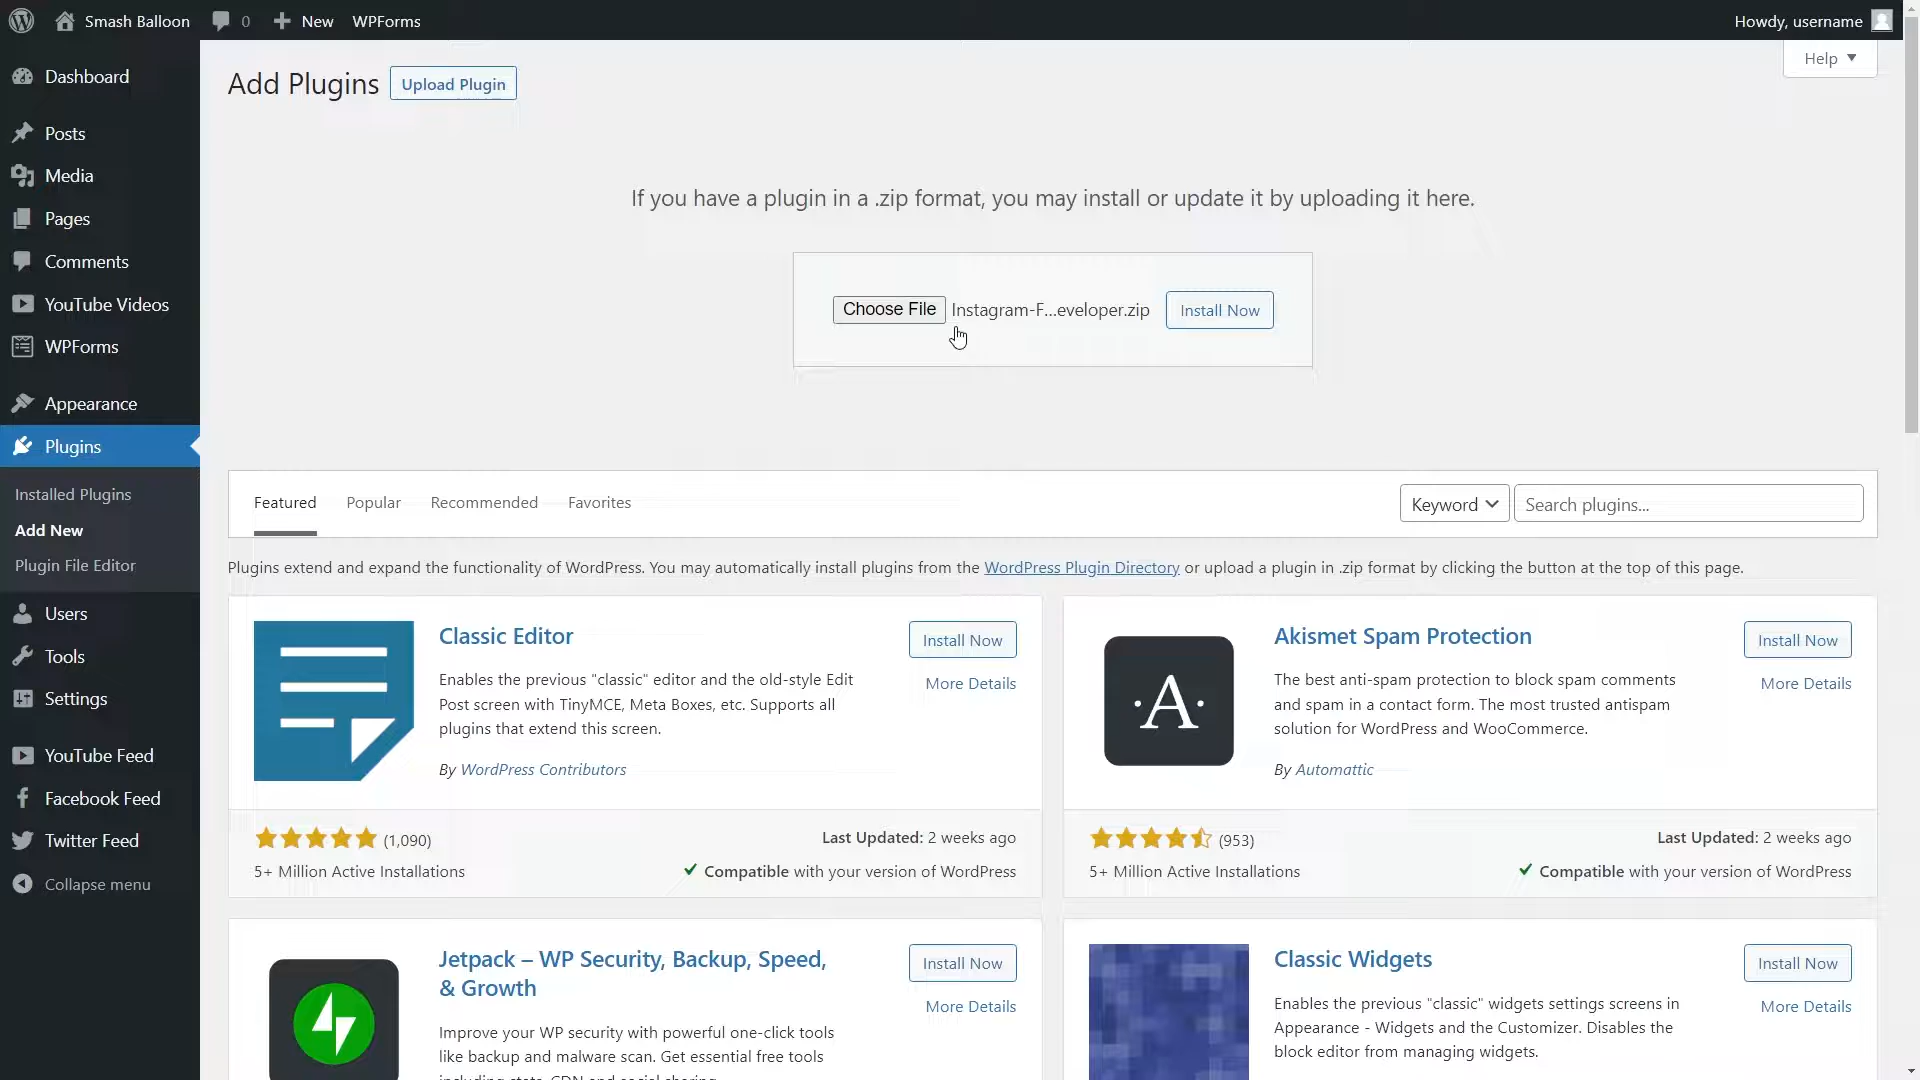 Smash Balloon 0 New WPForms Howdy, username
Dashboard
Posts
Media
Pages
Comments
YouTube Videos
WPForms
Appearance
Plugins
Installed Plugins
Add New
Plugin File Editor
Users
Tools
Settings
YouTube Feed
Facebook Feed
Twitter Feed
Collapse menu
Help
Add Plugins Upload Plugin
If you have a plugin in a .zip format, you may install or update it by uploading it here.
Choose File Instagram-F...eveloper.zip Install Now
Featured Popular Recommended Favorites Keyword Search plugins...
Plugins extend and expand the functionality of WordPress. You may automatically install plugins from the WordPress Plugin Directory or upload a plugin in .zip format by clicking the button at the top of this page.
Classic Editor
Install Now
More Details
Enables the previous "classic" editor and the old-style Edit
Post screen with TinyMCE, Meta Boxes, etc. Supports all
plugins that extend this screen.
By WordPress Contributors
(1,090)
Last Updated: 2 weeks ago
5+ Million Active Installations
Compatible with your version of WordPress
·A·
Akismet Spam Protection
Install Now
More Details
The best anti-spam protection to block spam comments
and spam in a contact form. The most trusted antispam
solution for WordPress and WooCommerce.
By Automattic
(953)
Last Updated: 2 weeks ago
5+ Million Active Installations
Compatible with your version of WordPress
Jetpack – WP Security, Backup, Speed,
& Growth
Install Now
More Details
Improve your WP security with powerful one-click tools
like backup and malware scan. Get essential free tools
Classic Widgets
Install Now
More Details
Enables the previous "classic" widgets settings screens in
Appearance - Widgets and the Customizer. Disables the
block editor from managing widgets.